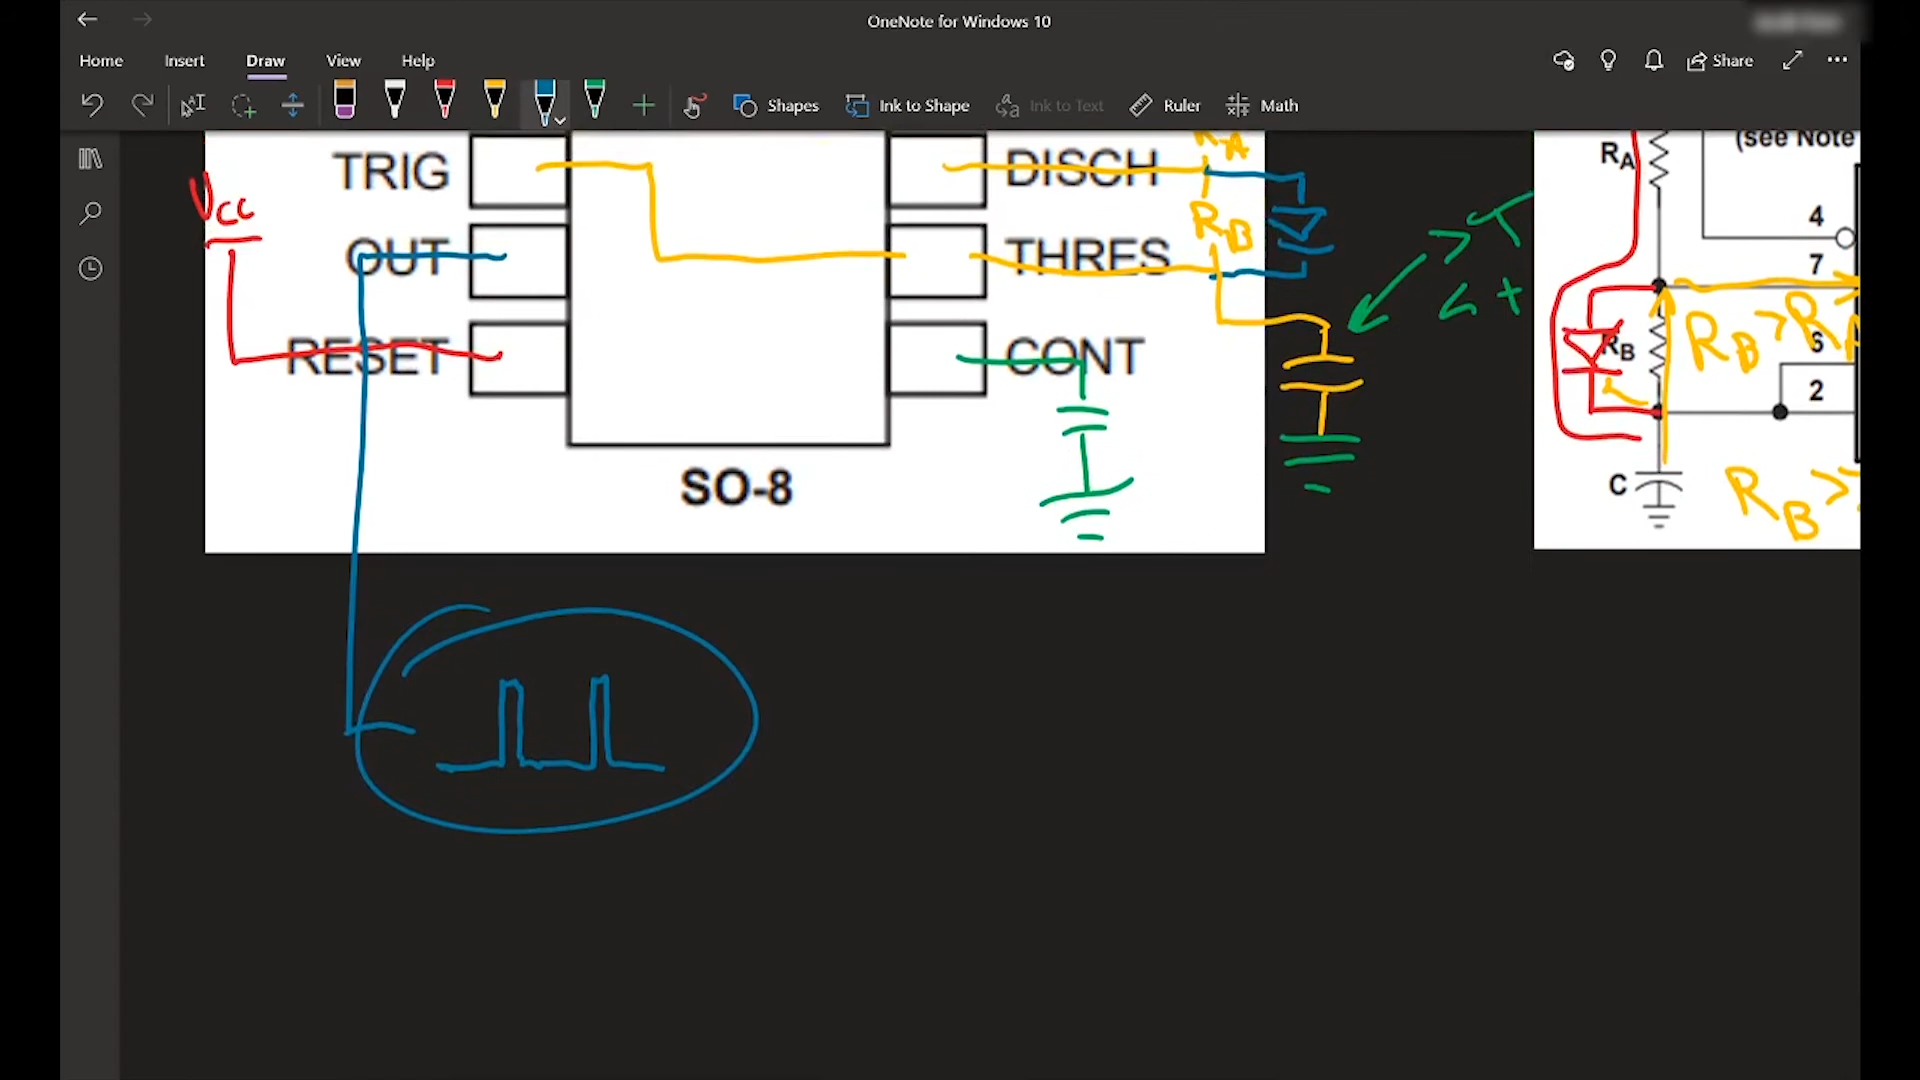 OneNote for Windows 10
Home Insert Draw View Help
Share
Shapes Ink to Shape Ink to Text Ruler Math
TRIG
DISCH
RA
VCC
OUT
THRES
RB
RESET
CONT
SO-8
(see Note
RA
4
7
> T
< +
RB
RB > RA
6
2
C
RB >